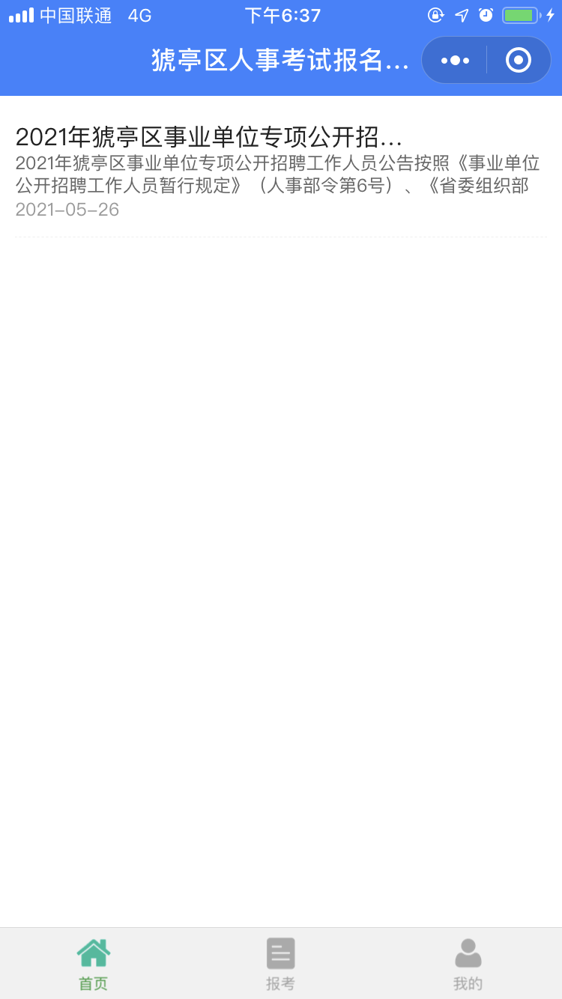 中国联通 4G 下午6:37
猇亭区人事考试报名...
2021年猇亭区事业单位专项公开招...
2021年猇亭区事业单位专项公开招聘工作人员公告按照《事业单位
公开招聘工作人员暂行规定》（人事部令第6号）、《省委组织部
2021-05-26
首页 报考 我的